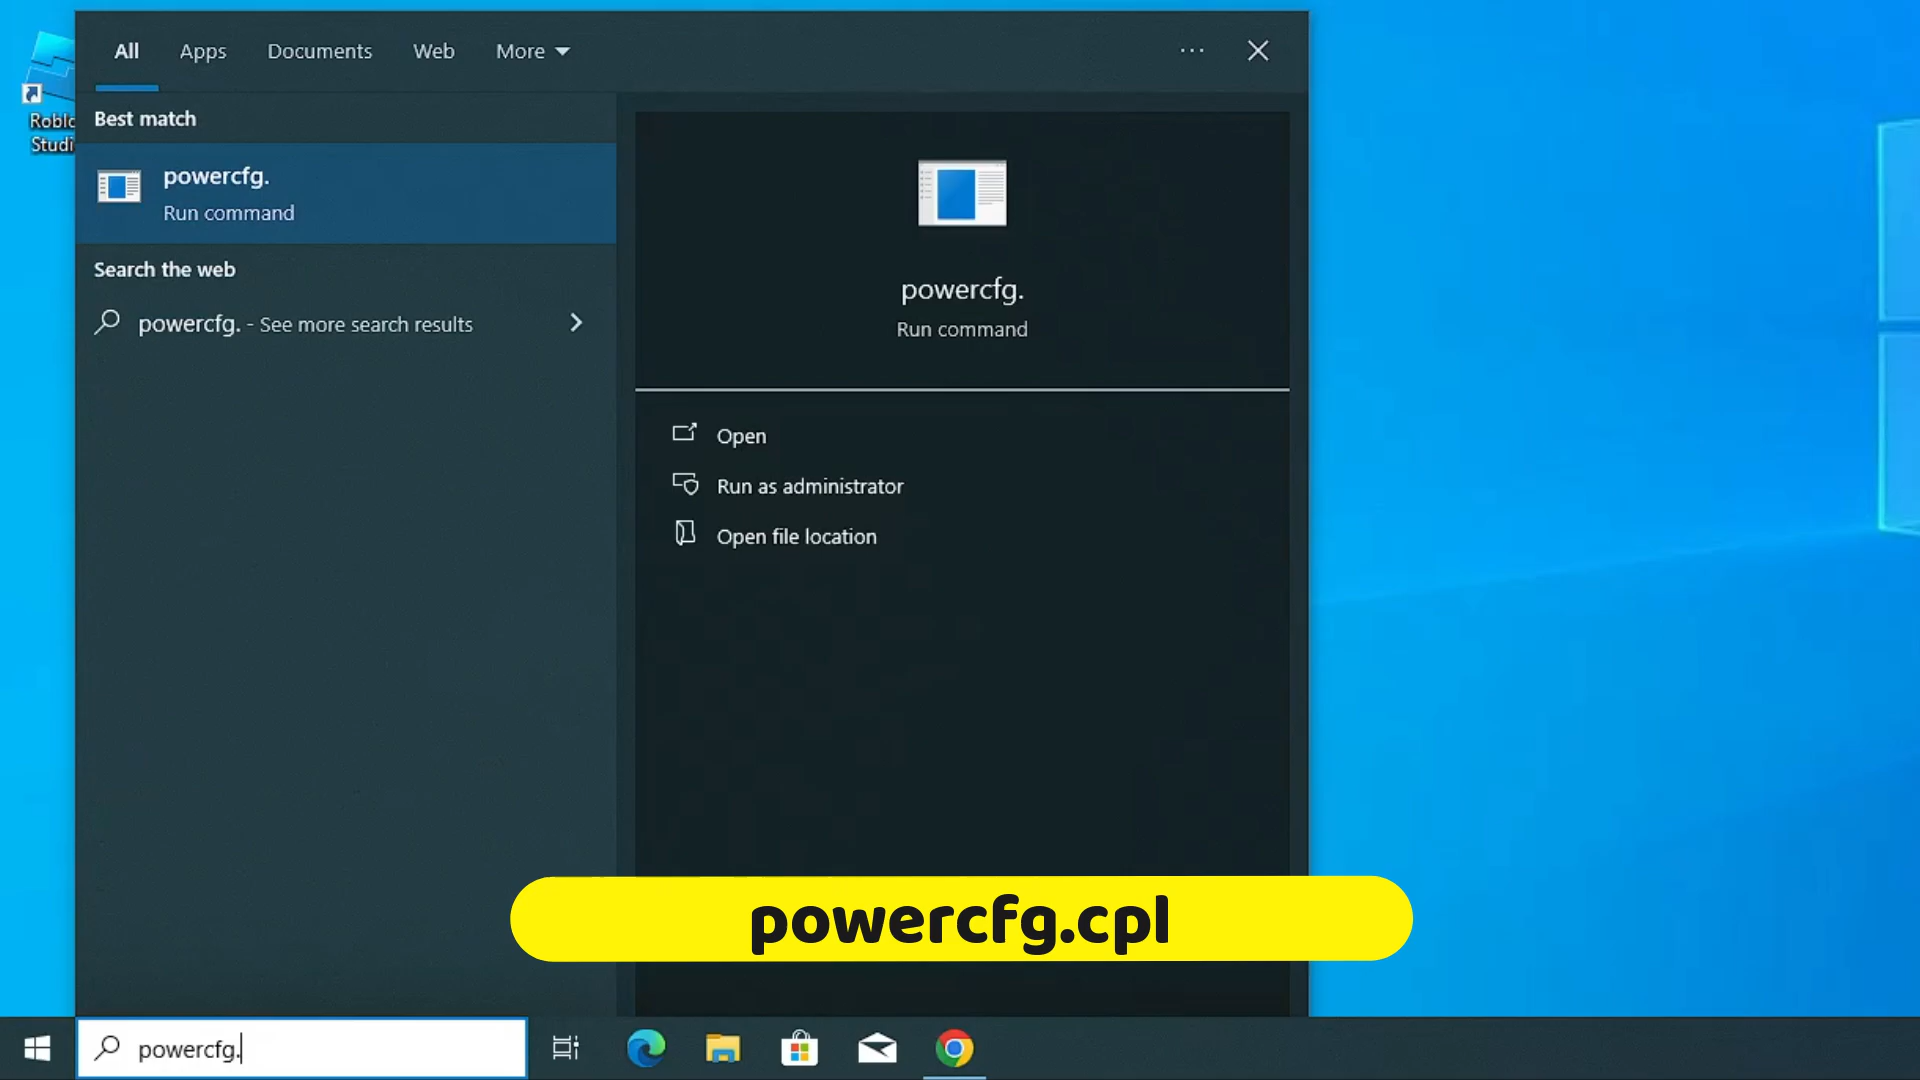 All Apps Documents Web More
Best match
powercfg.
Run command
Search the web
powercfg. - See more search results
powercfg.
Run command
Open
Run as administrator
Open file location
Roblo
Studi
powercfg.cpl
powercfg.